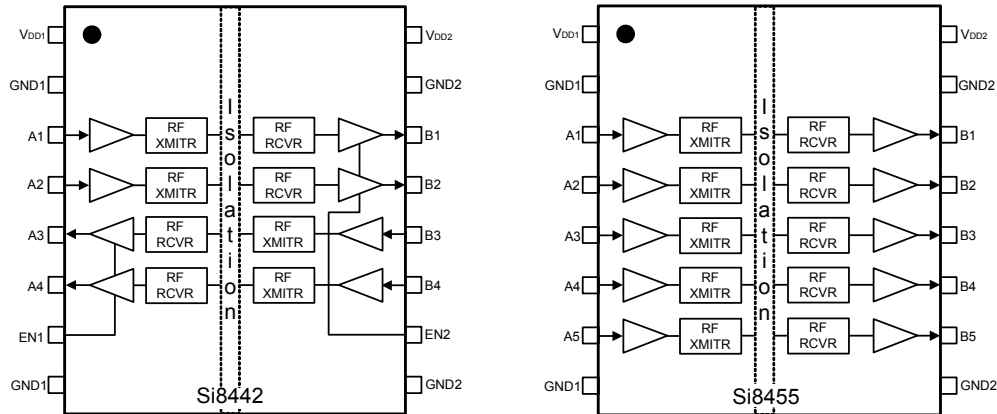 VDD1
VDD2
GND1
GND2
A1
RF XMITR
RF RCVR
B1
A2
RF XMITR
RF RCVR
B2
A3
RF RCVR
RF XMITR
B3
A4
RF RCVR
RF XMITR
B4
EN1
EN2
GND1
GND2
Isolation
Si8442
VDD1
VDD2
GND1
GND2
A1
RF XMITR
RF RCVR
B1
A2
RF XMITR
RF RCVR
B2
A3
RF XMITR
RF RCVR
B3
A4
RF XMITR
RF RCVR
B4
A5
RF XMITR
RF RCVR
B5
GND1
GND2
Isolation
Si8455